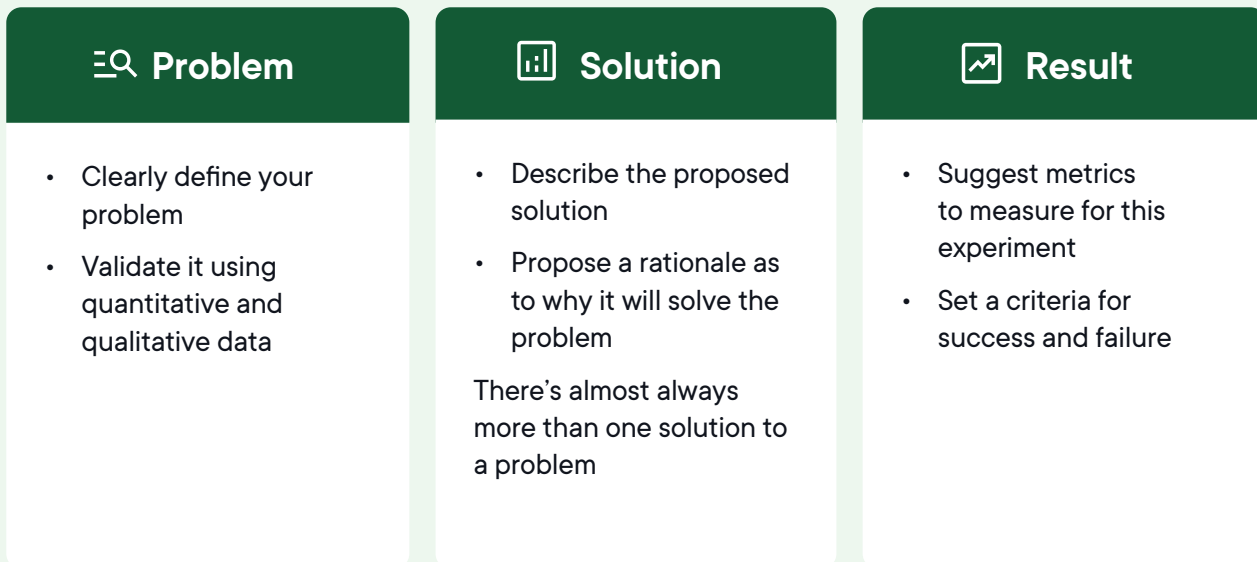 Problem
• Clearly define your
problem
• Validate it using
quantitative and
qualitative data
Solution
• Describe the proposed
solution
• Propose a rationale as
to why it will solve the
problem
There’s almost always
more than one solution to
a problem
Result
• Suggest metrics
to measure for this
experiment
• Set a criteria for
success and failure